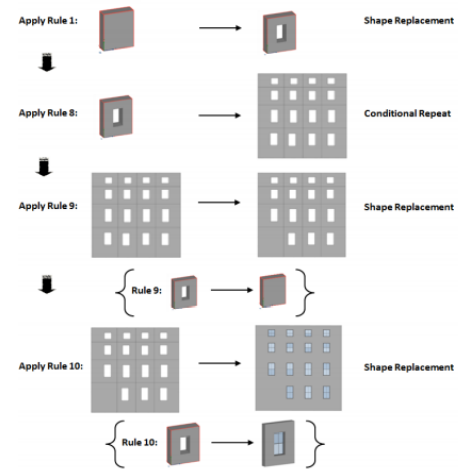 Apply Rule 1: Shape Replacement
Apply Rule 8: Conditional Repeat
Apply Rule 9: Shape Replacement
Rule 9:
Apply Rule 10: Shape Replacement
Rule 10: